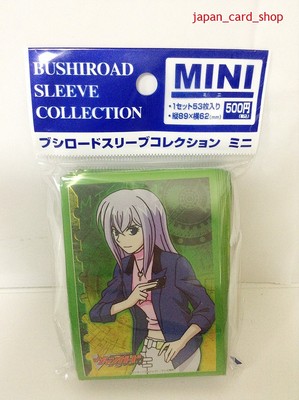 japan_card_shop
BUSHIROAD
SLEEVE
COLLECTION
MINI
ミニ
・1セット53枚入り
・縦89×横62(mm)
500円
(税込)
ブシロードスリーブコレクション ミニ